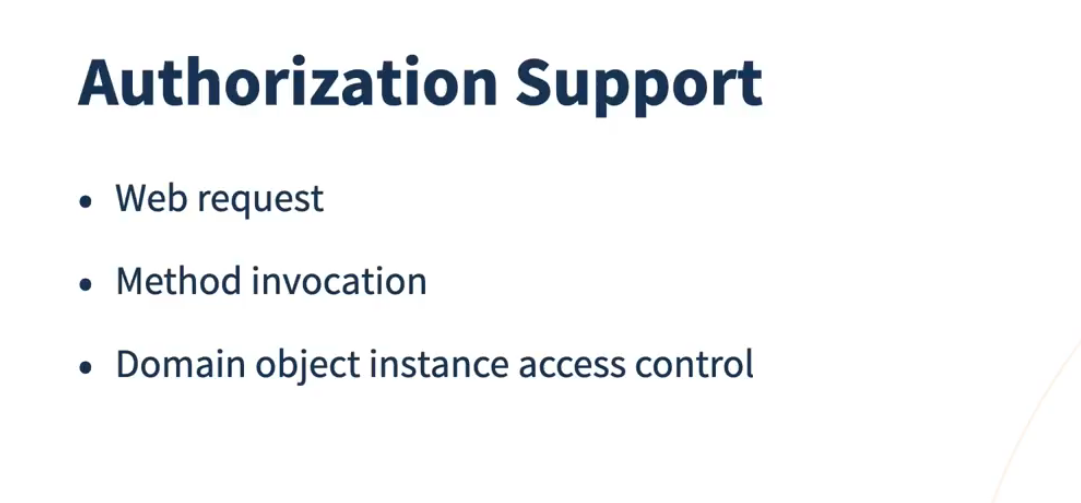 Authorization Support
• Web request
• Method invocation
• Domain object instance access control